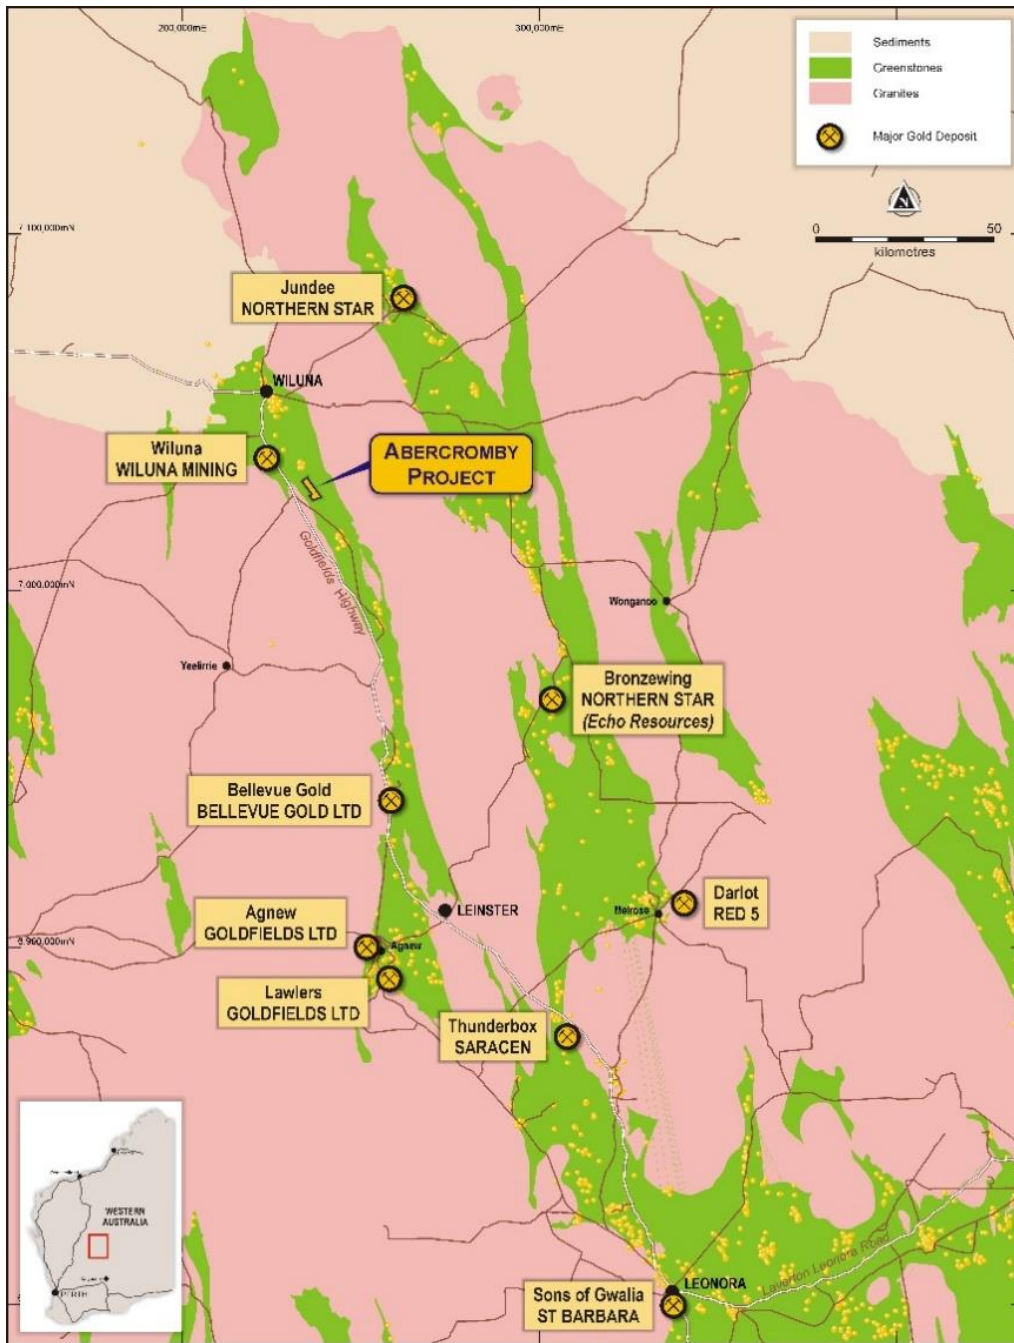 200,000mE
300,000mE
Sediments
Greenstones
Granites
Major Gold Deposit
N
0
50
kilometres
7,100,000mN
Jundee
NORTHERN STAR
WILUNA
Wiluna
WILUNA MINING
ABERCROMBY
PROJECT
Goldfields Highway
7,000,000mN
Wonganoo
Yeelirrie
Bronzewing
NORTHERN STAR
(Echo Resources)
Bellevue Gold
BELLEVUE GOLD LTD
LEINSTER
Melrose
Darlot
RED 5
Agnew
GOLDFIELDS LTD
Agnew
6,900,000mN
Lawlers
GOLDFIELDS LTD
Thunderbox
SARACEN
WESTERN
AUSTRALIA
PERTH
Laverton Leonora Road
LEONORA
Sons of Gwalia
ST BARBARA